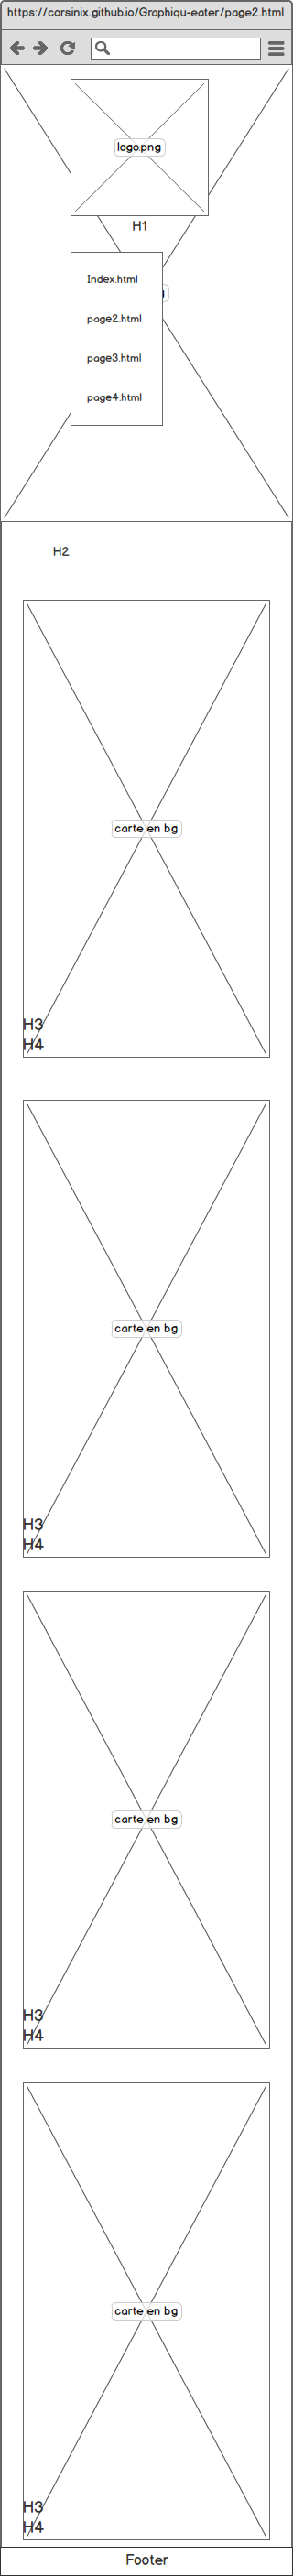 https://corsinix.github.io/Graphiqu-eater/page2.html
logo.png
H1
Index.html
page2.html
page3.html
page4.html
H2
carte en bg
H3
H4
carte en bg
H3
H4
carte en bg
H3
H4
carte en bg
H3
H4
Footer